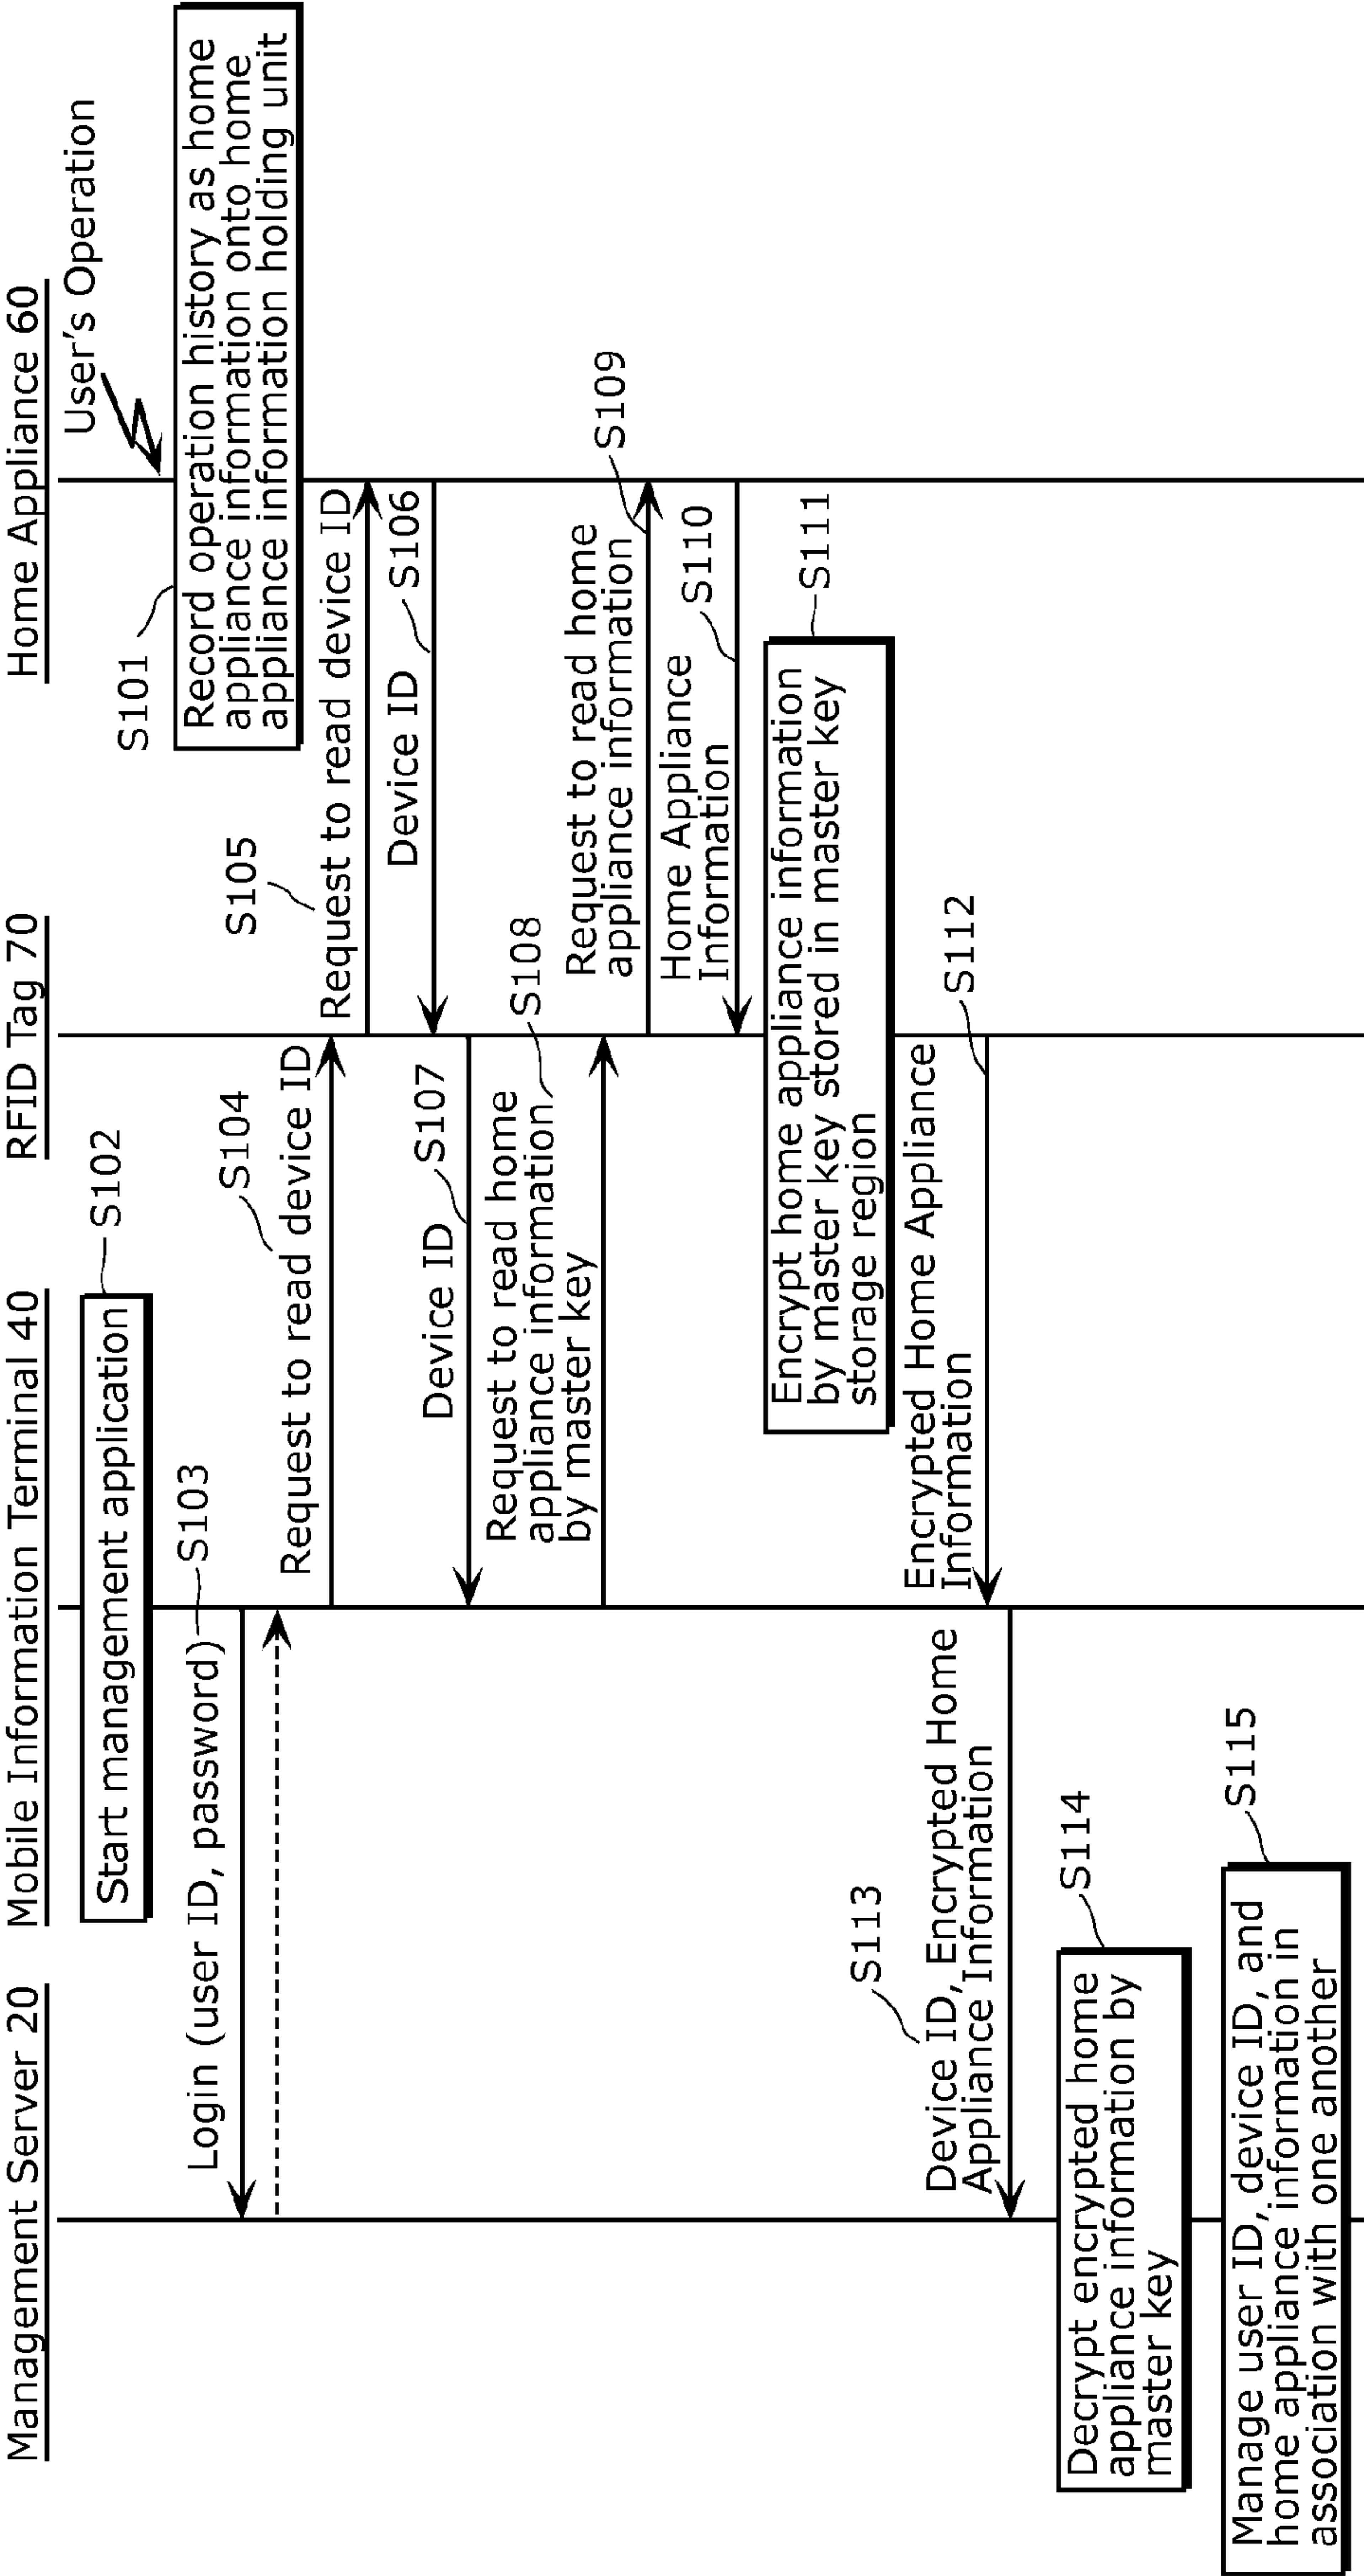 Management Server 20
Mobile Information Terminal 40
RFID Tag 70
Home Appliance 60
User's Operation
S101
Record operation history as home
appliance information onto home
appliance information holding unit
Start management application
S102
Login (user ID, password)
S103
S104
Request to read device ID
S105
Request to read device ID
Device ID
S106
Device ID
S107
Request to read home
appliance information
by master key
S108
Request to read home
appliance information
S109
Home Appliance
Information
S110
Encrypt home appliance information
by master key stored in master key
storage region
S111
Encrypted Home Appliance
Information
S112
S113
Device ID, Encrypted Home
Appliance Information
Decrypt encrypted home
appliance information by
master key
S114
Manage user ID, device ID, and
home appliance information in
association with one another
S115